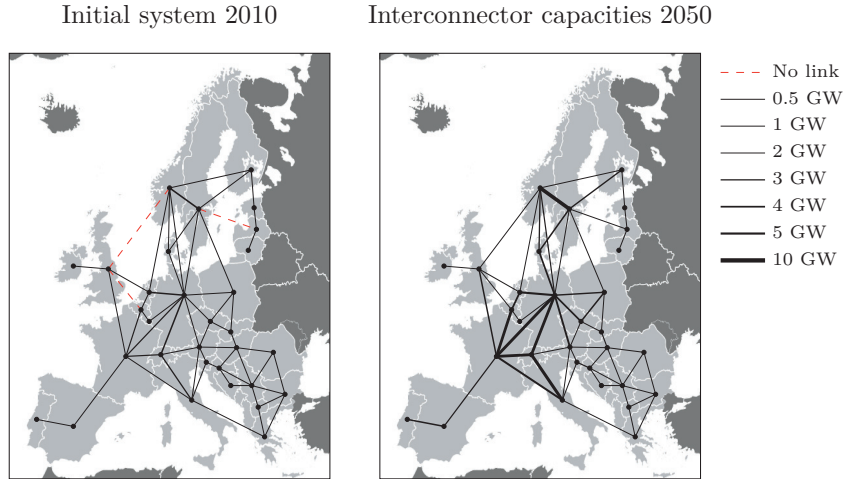 Initial system 2010
Interconnector capacities 2050
No link
0.5 GW
1 GW
2 GW
3 GW
4 GW
5 GW
10 GW